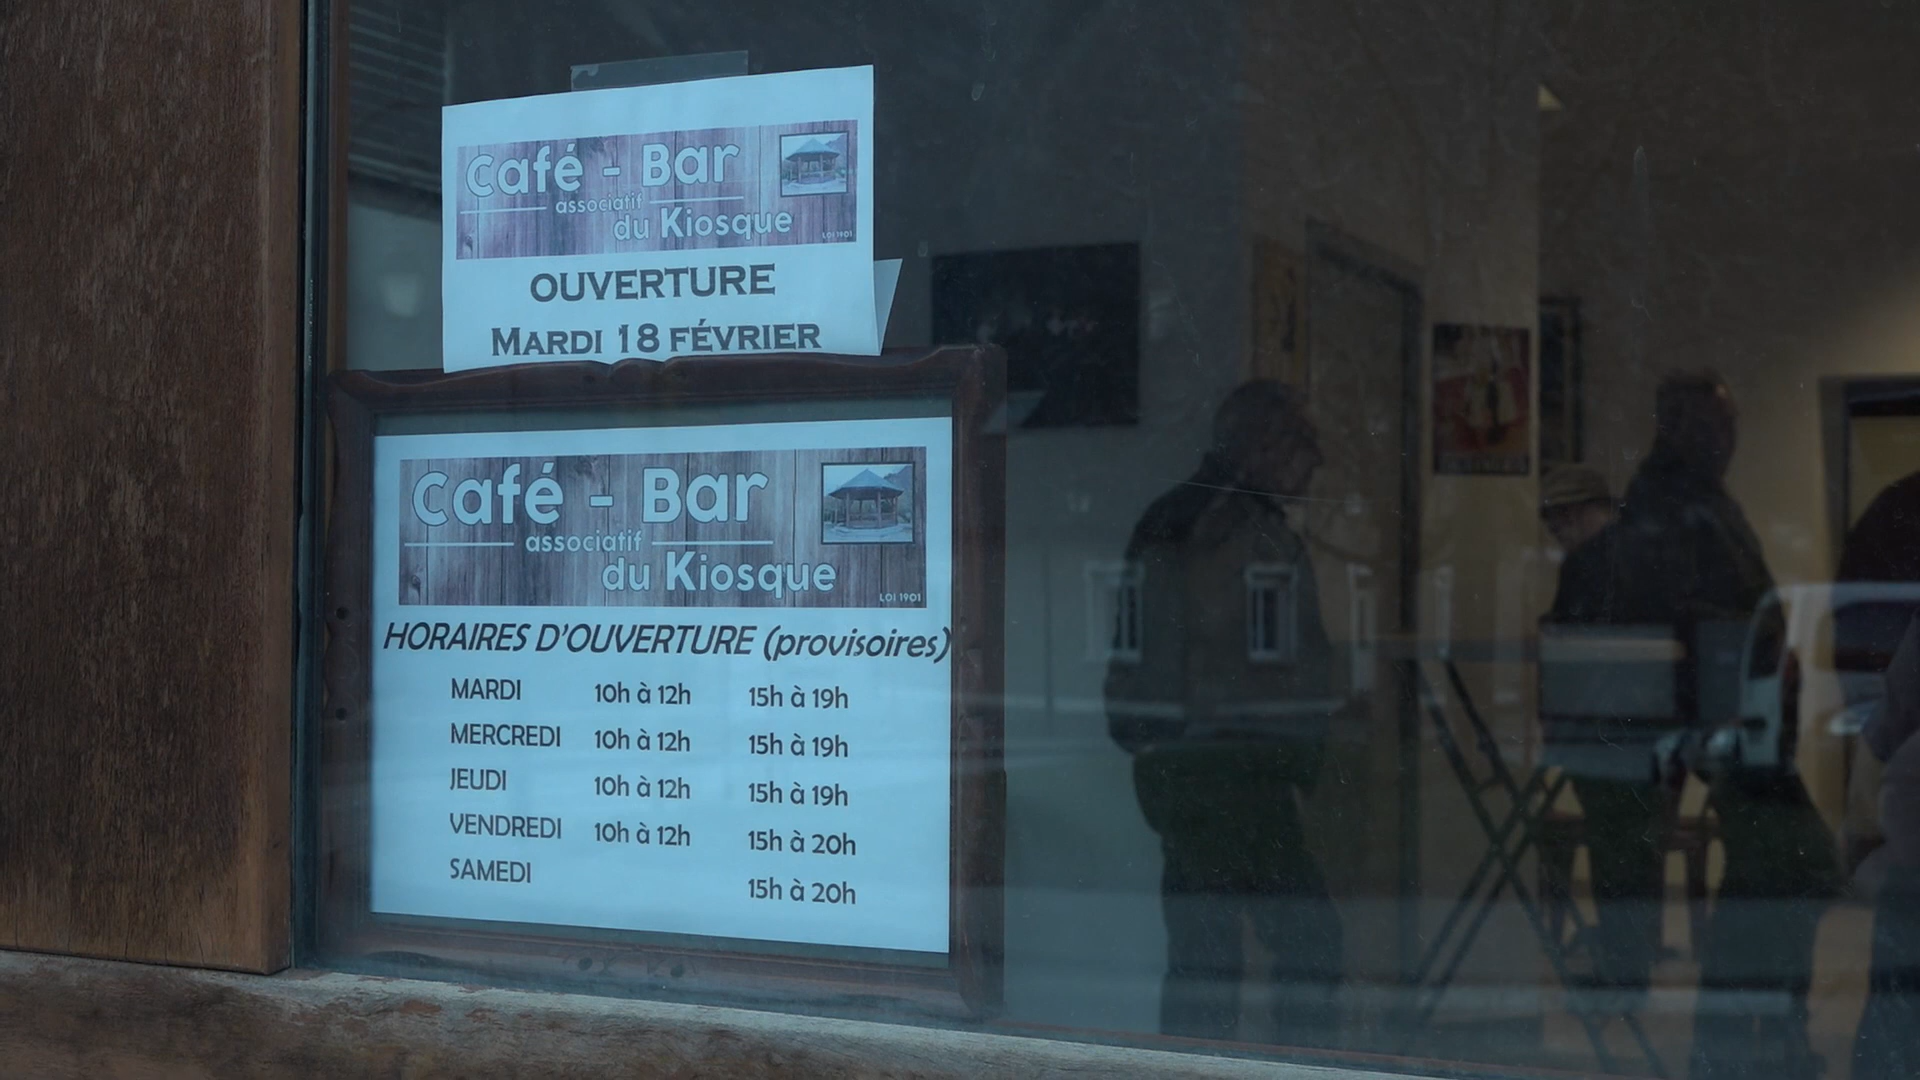 Café - Bar
associatif
du Kiosque
LOI 1901
OUVERTURE
MARDI 18 FÉVRIER
Café - Bar
associatif
du Kiosque
LOI 1901
HORAIRES D'OUVERTURE (provisoires)
MARDI 10h à 12h 15h à 19h
MERCREDI 10h à 12h 15h à 19h
JEUDI 10h à 12h 15h à 19h
VENDREDI 10h à 12h 15h à 20h
SAMEDI 15h à 20h